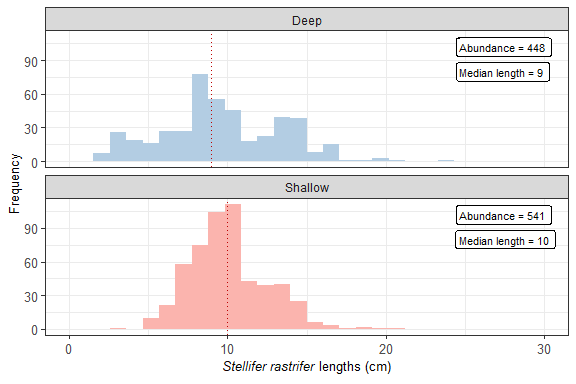 Deep
Abundance = 448
Median length = 9
90
60
30
0
Shallow
Abundance = 541
Median length = 10
90
60
30
0
Frequency
0 10 20 30
Stellifer rastrifer lengths (cm)